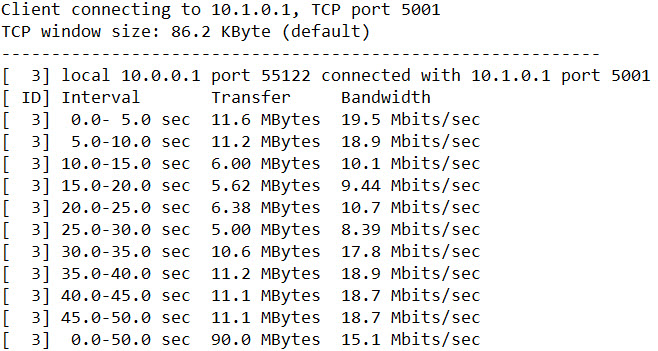 Client connecting to 10.1.0.1, TCP port 5001
TCP window size: 86.2 KByte (default)
------------------------------------------------------------
[  3] local 10.0.0.1 port 55122 connected with 10.1.0.1 port 5001
[ ID] Interval       Transfer     Bandwidth
[  3]  0.0- 5.0 sec  11.6 MBytes  19.5 Mbits/sec
[  3]  5.0-10.0 sec  11.2 MBytes  18.9 Mbits/sec
[  3] 10.0-15.0 sec  6.00 MBytes  10.1 Mbits/sec
[  3] 15.0-20.0 sec  5.62 MBytes  9.44 Mbits/sec
[  3] 20.0-25.0 sec  6.38 MBytes  10.7 Mbits/sec
[  3] 25.0-30.0 sec  5.00 MBytes  8.39 Mbits/sec
[  3] 30.0-35.0 sec  10.6 MBytes  17.8 Mbits/sec
[  3] 35.0-40.0 sec  11.2 MBytes  18.9 Mbits/sec
[  3] 40.0-45.0 sec  11.1 MBytes  18.7 Mbits/sec
[  3] 45.0-50.0 sec  11.1 MBytes  18.7 Mbits/sec
[  3]  0.0-50.0 sec  90.0 MBytes  15.1 Mbits/sec